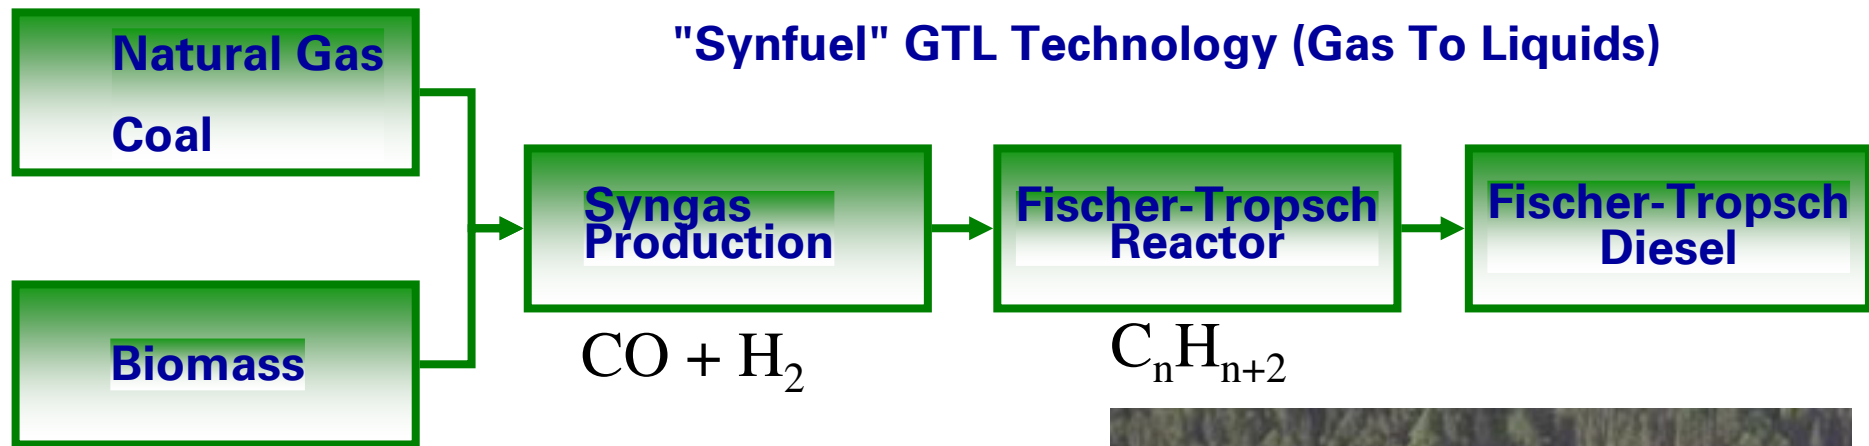 "Synfuel" GTL Technology (Gas To Liquids)
Natural Gas
Coal
Biomass
Syngas
Production
CO + H₂
Fischer-Tropsch
Reactor
CₙHₙ₊₂
Fischer-Tropsch
Diesel